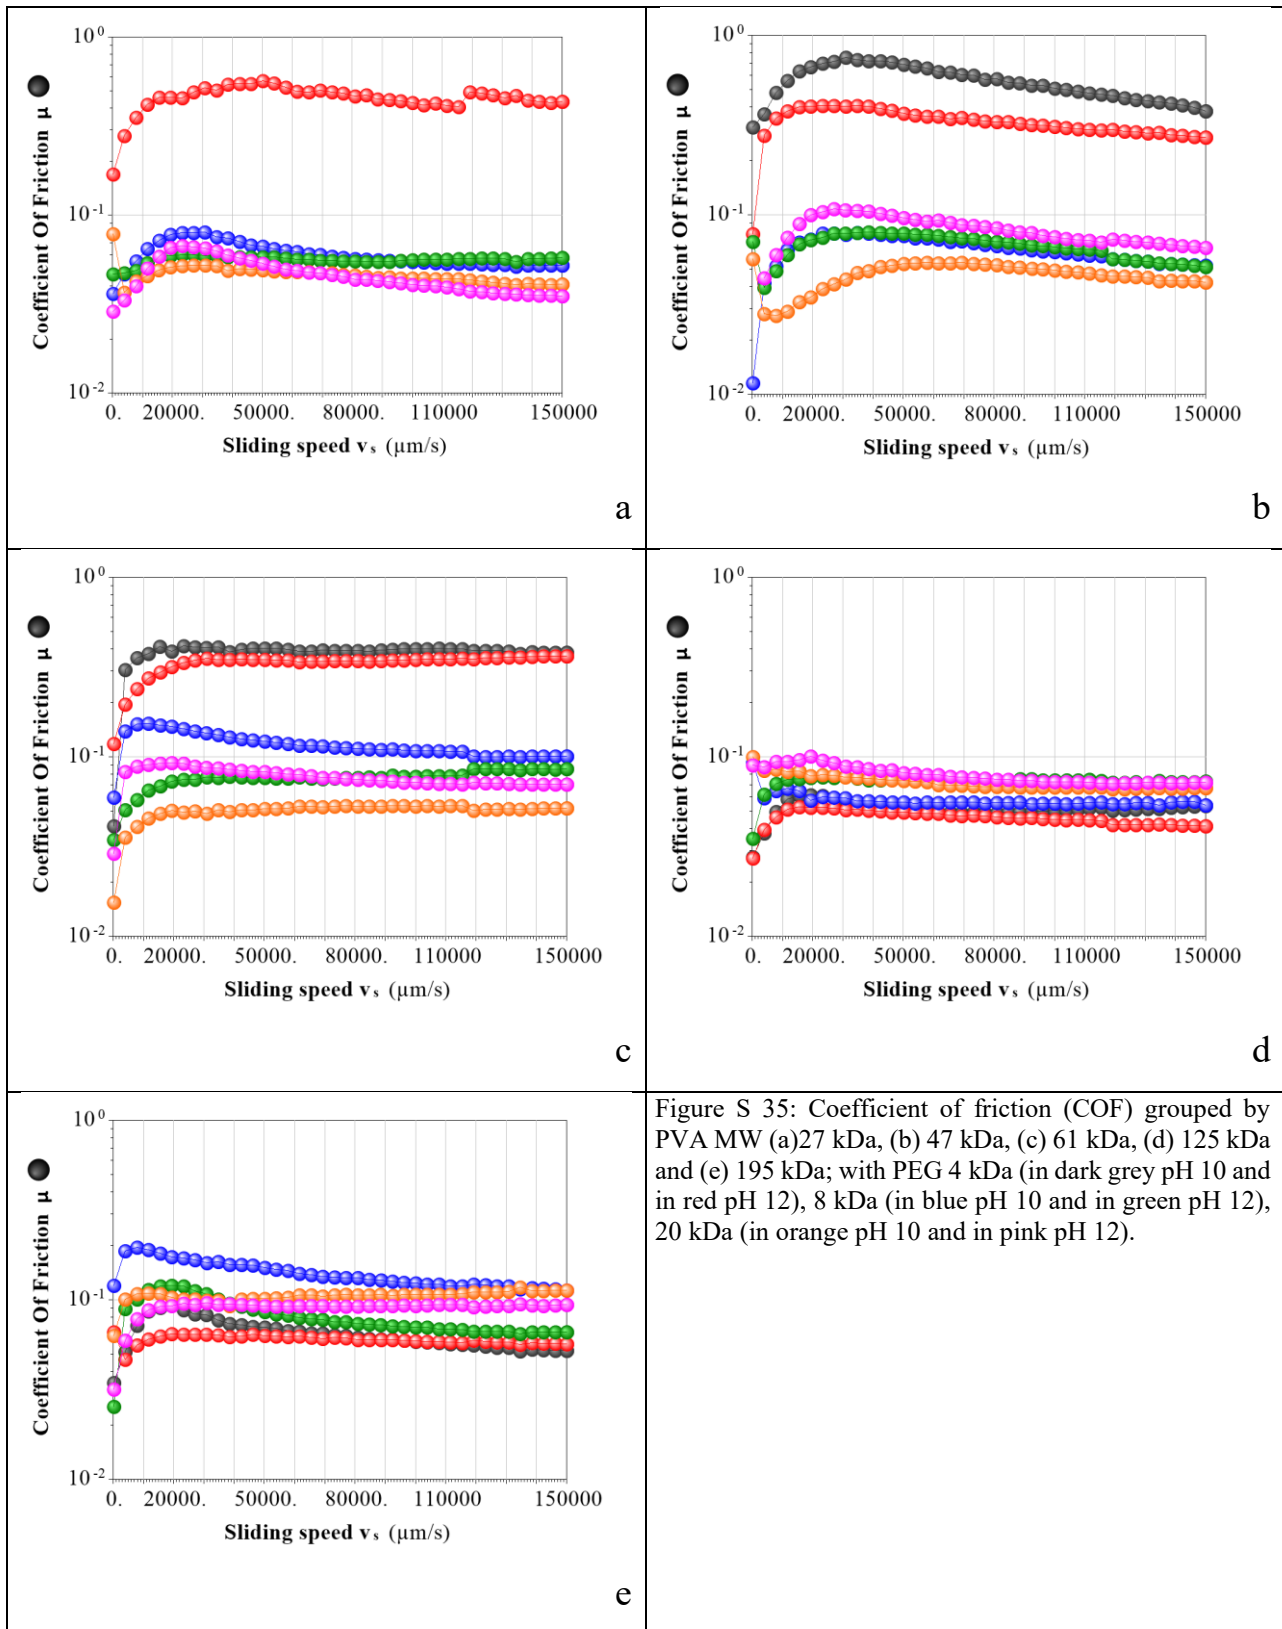 10⁰
10⁻¹
10⁻²
Coefficient Of Friction μ
0. 20000. 50000. 80000. 110000 150000
Sliding speed vₛ (µm/s)
a
10⁰
10⁻¹
10⁻²
Coefficient Of Friction μ
0. 20000. 50000. 80000. 110000 150000
Sliding speed vₛ (µm/s)
b
10⁰
10⁻¹
10⁻²
Coefficient Of Friction μ
0. 20000. 50000. 80000. 110000 150000
Sliding speed vₛ (µm/s)
c
10⁰
10⁻¹
10⁻²
Coefficient Of Friction μ
0. 20000. 50000. 80000. 110000 150000
Sliding speed vₛ (µm/s)
d
10⁰
10⁻¹
10⁻²
Coefficient Of Friction μ
0. 20000. 50000. 80000. 110000 150000
Sliding speed vₛ (µm/s)
e
Figure S 35: Coefficient of friction (COF) grouped by
PVA MW (a)27 kDa, (b) 47 kDa, (c) 61 kDa, (d) 125 kDa
and (e) 195 kDa; with PEG 4 kDa (in dark grey pH 10 and
in red pH 12), 8 kDa (in blue pH 10 and in green pH 12),
20 kDa (in orange pH 10 and in pink pH 12).